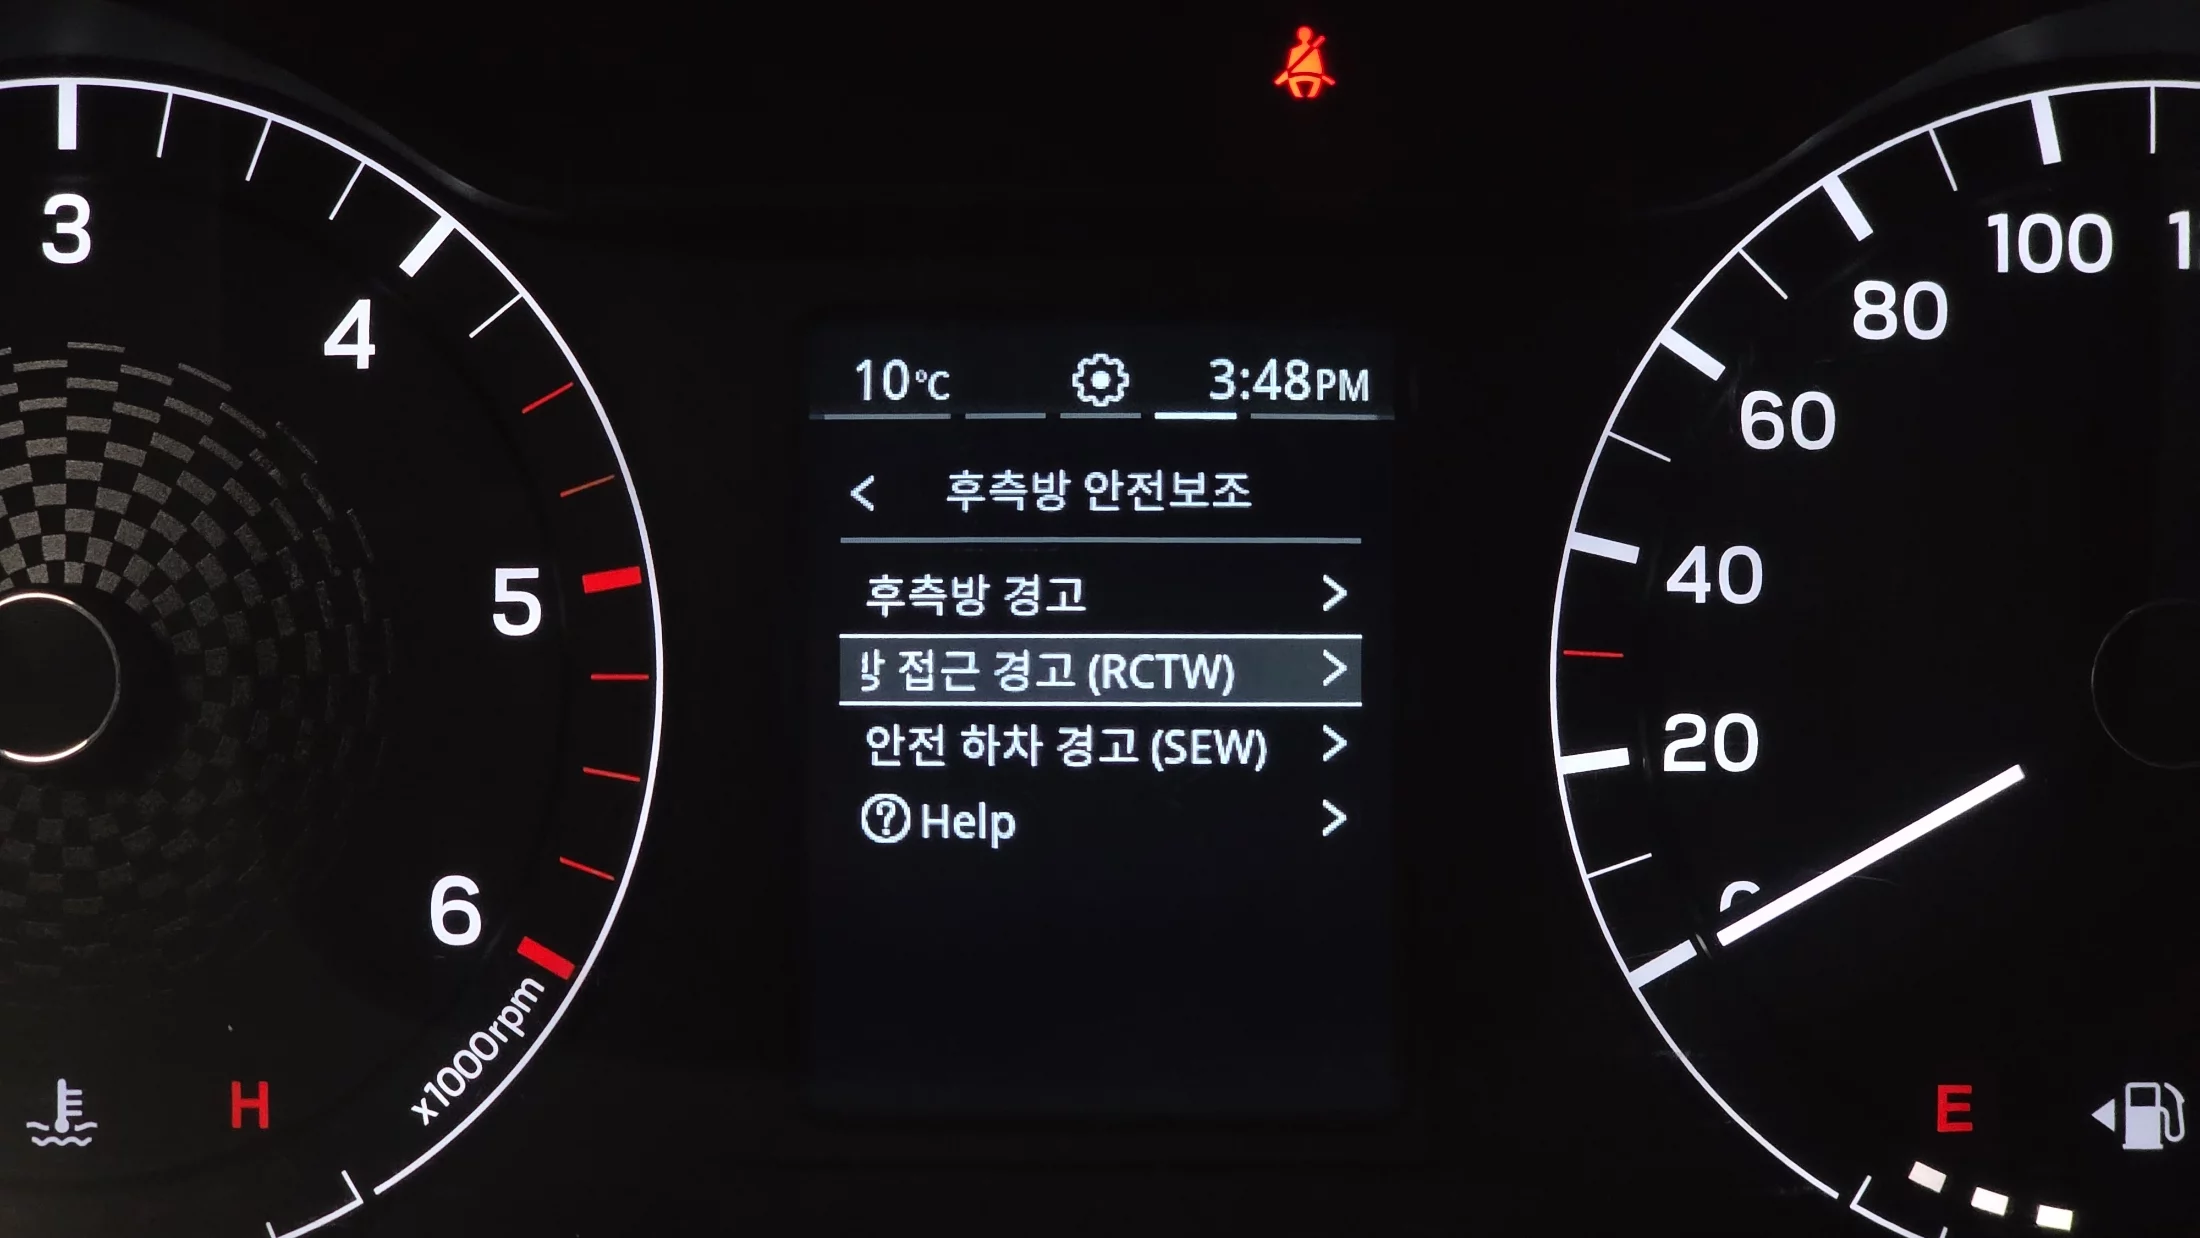 3
4
5
6
x1000rpm
H
10°C
3:48PM
< 후측방 안전보조
후측방 경고 >
접근 경고 (RCTW) >
안전 하차 경고 (SEW) >
? Help >
100
80
60
40
20
E